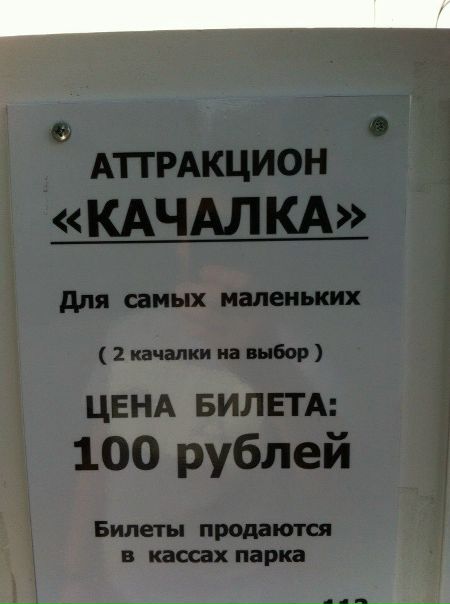 АТТРАКЦИОН
«КАЧАЛКА»
Для самых маленьких
( 2 качалки на выбор )
ЦЕНА БИЛЕТА:
100 рублей
Билеты продаются
в кассах парка